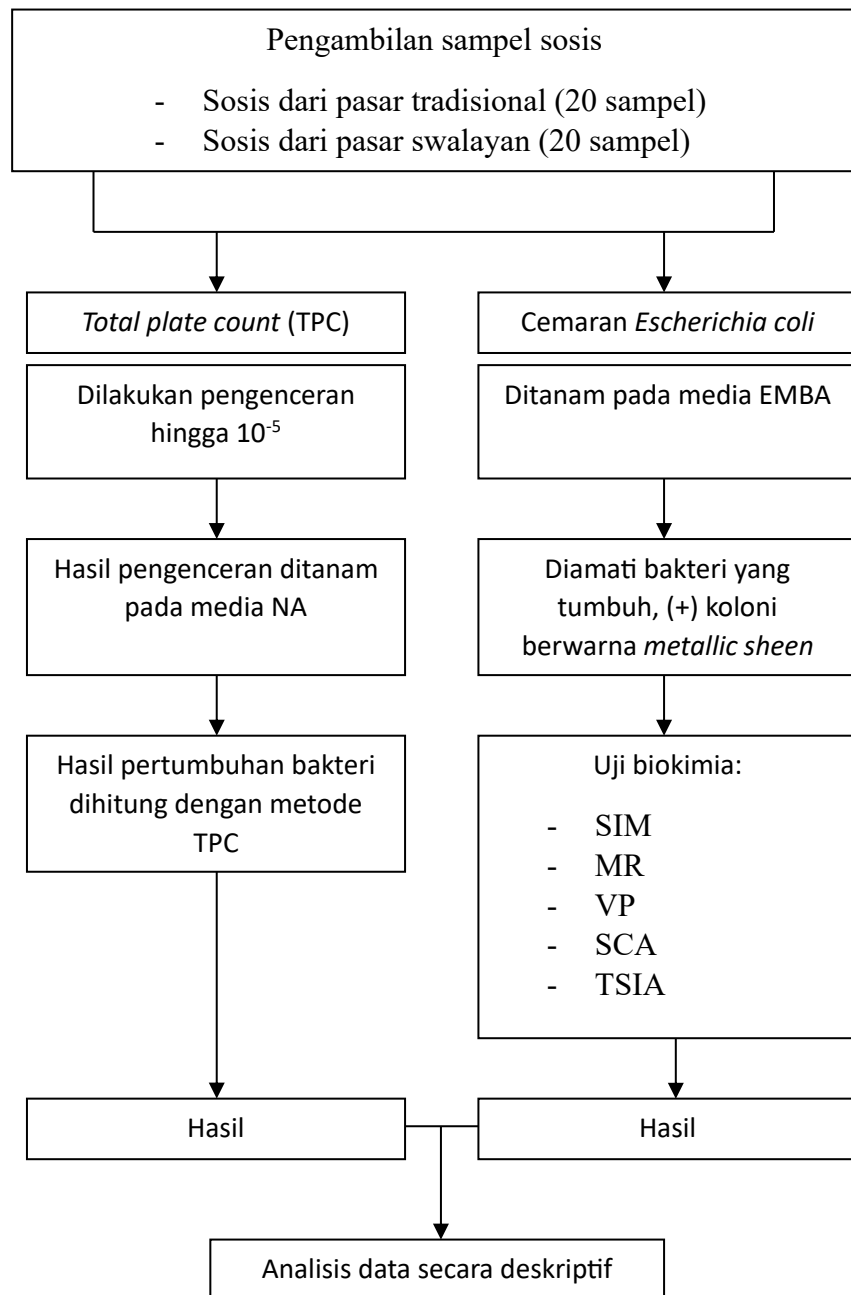 Pengambilan sampel sosis
- Sosis dari pasar tradisional (20 sampel)
- Sosis dari pasar swalayan (20 sampel)
Total plate count (TPC)
Dilakukan pengenceran
hingga 10⁻⁵
Hasil pengenceran ditanam
pada media NA
Hasil pertumbuhan bakteri
dihitung dengan metode
TPC
Hasil
Cemaran Escherichia coli
Ditanam pada media EMBA
Diamati bakteri yang
tumbuh, (+) koloni
berwarna metallic sheen
Uji biokimia:
- SIM
- MR
- VP
- SCA
- TSIA
Hasil
Analisis data secara deskriptif